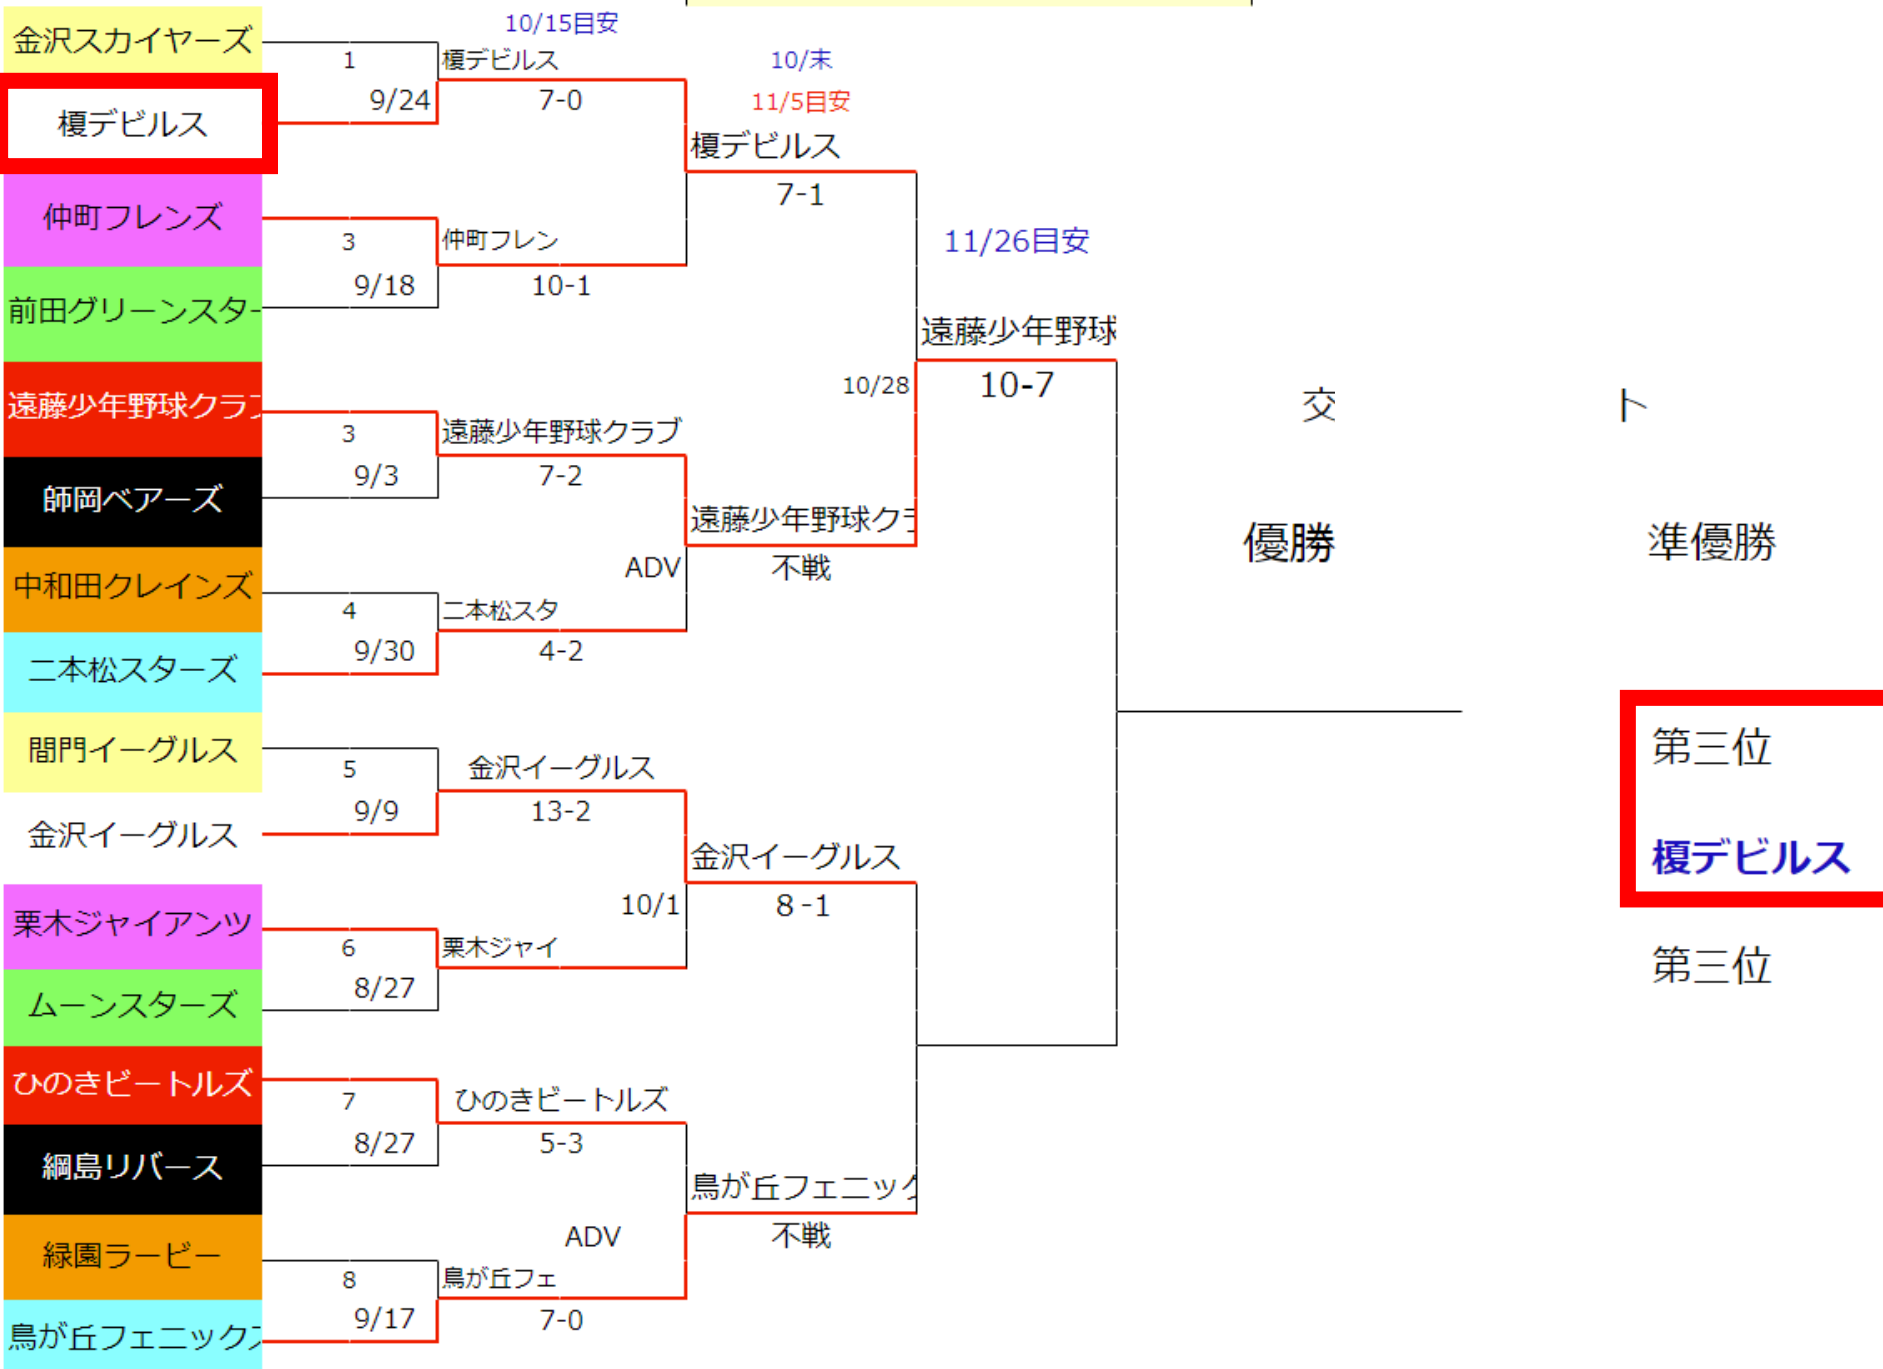 金沢スカイヤーズ
榎デビルス
仲町フレンズ
前田グリーンスター
遠藤少年野球クラブ
師岡ベアーズ
中和田クレインズ
二本松スターズ
間門イーグルス
金沢イーグルス
栗木ジャイアンツ
ムーンスターズ
ひのきビートルズ
綱島リバース
緑園ラービー
鳥が丘フェニックス
1
9/24
3
9/18
3
9/3
4
9/30
5
9/9
6
8/27
7
8/27
8
9/17
10/15目安
榎デビルス
7-0
仲町フレン
10-1
遠藤少年野球クラブ
7-2
ADV
二本松スタ
4-2
金沢イーグルス
13-2
10/1
栗木ジャイ
ひのきビートルズ
5-3
ADV
鳥が丘フェ
7-0
10/末
11/5目安
榎デビルス
7-1
10/28
遠藤少年野球クラ
不戦
金沢イーグルス
8-1
鳥が丘フェニック
不戦
11/26目安
遠藤少年野球
10-7
交 ト
優勝 準優勝
第三位
榎デビルス
第三位